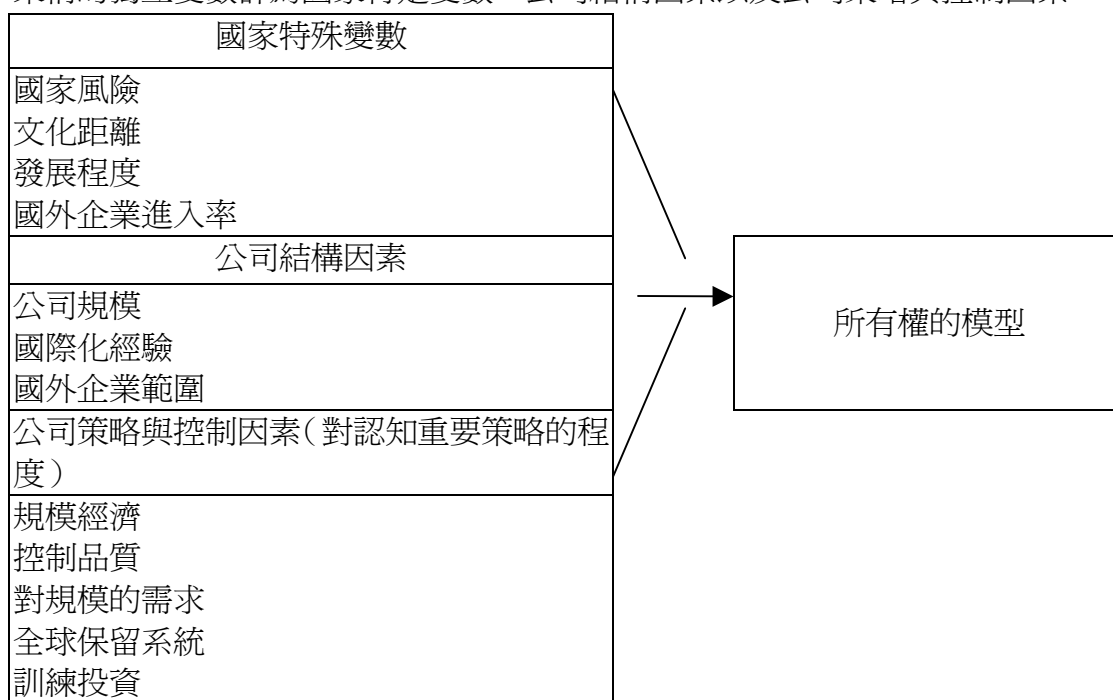 國家特殊變數
國家風險
文化距離
發展程度
國外企業進入率
公司結構因素
公司規模
國際化經驗
國外企業範圍
公司策略與控制因素（對認知重要策略的程
度）
規模經濟
控制品質
對規模的需求
全球保留系統
訓練投資
所有權的模型